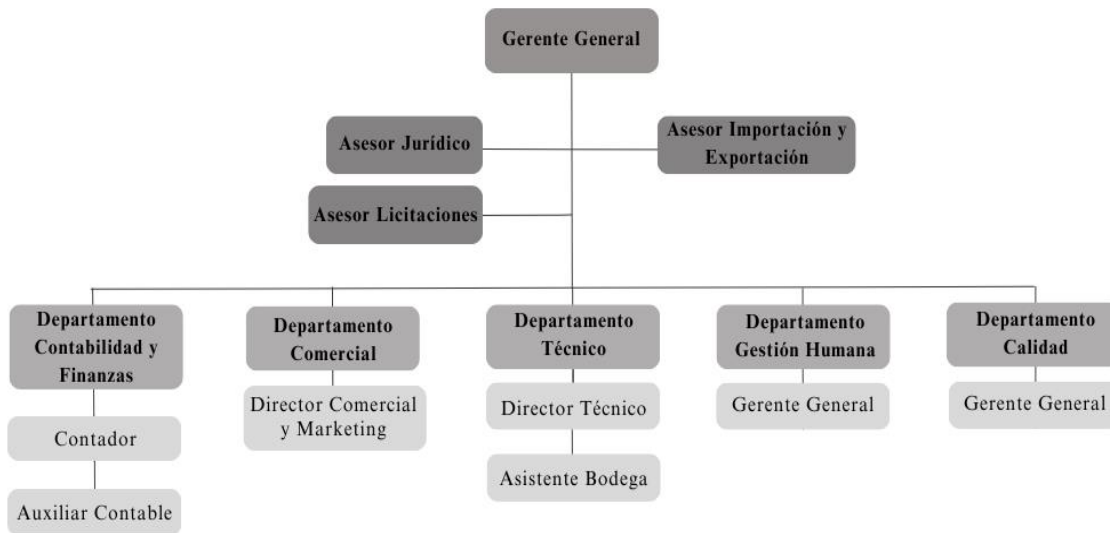 Gerente General
Asesor Jurídico
Asesor Importación y
Exportación
Asesor Licitaciones
Departamento
Contabilidad y
Finanzas
Departamento
Comercial
Departamento
Técnico
Departamento
Gestión Humana
Departamento
Calidad
Contador
Director Comercial
y Marketing
Director Técnico
Gerente General
Gerente General
Auxiliar Contable
Asistente Bodega